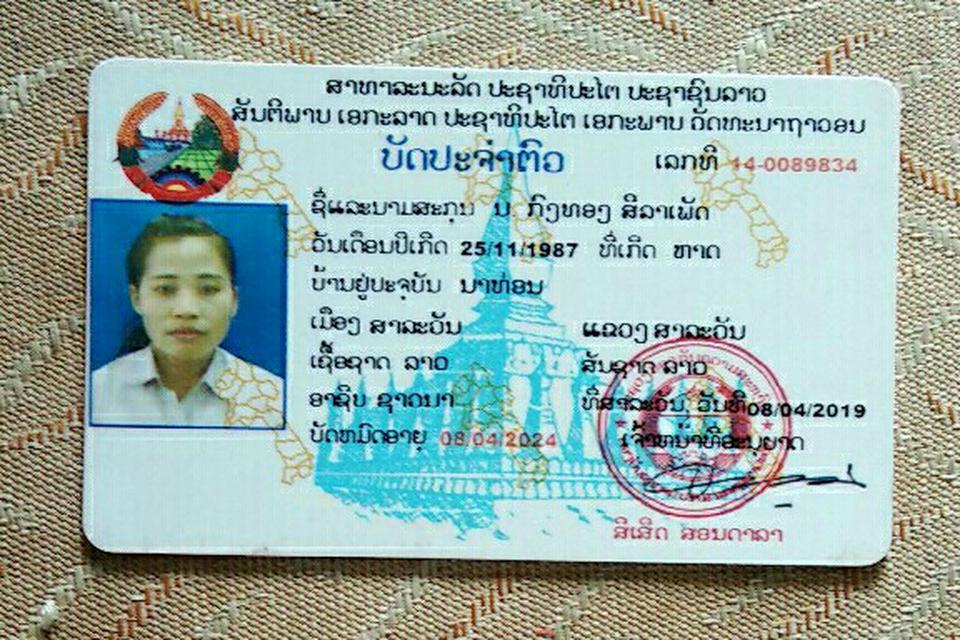 ສາທາລະນະລັດ ປະຊາທິປະໄຕ ປະຊາຊົນລາວ
ສັນຕິພາບ ເອກະລາດ ປະຊາທິປະໄຕ ເອກະພາບ ວັດທະນາຖາວອນ
ບັດປະຈຳຕົວ ເລກທີ 14-0089834
ຊື່ແລະນາມສະກຸນ ນ ກົງທອງ ສີລາເພັດ
ວັນເດືອນປີເກີດ 25/11/1987 ທີ່ເກີດ ຫາດ
ບ້ານຢູ່ປະຈຸບັນ ນາທ່ອນ
ເມືອງ ສາລະວັນ ແຂວງ ສາລະວັນ
ເຊື້ອຊາດ ລາວ ສັນຊາດ ລາວ
ອາຊີບ ຊາວນາ ທີ່ສາລະວັນ, ວັນທີ 08/04/2019
ບັດຫມົດອາຍຸ 08/04/2024 ເຈົ້າຫນ້າທີ່ອະນຸຍາດ
ສີເສີດ ສອນດາລາ